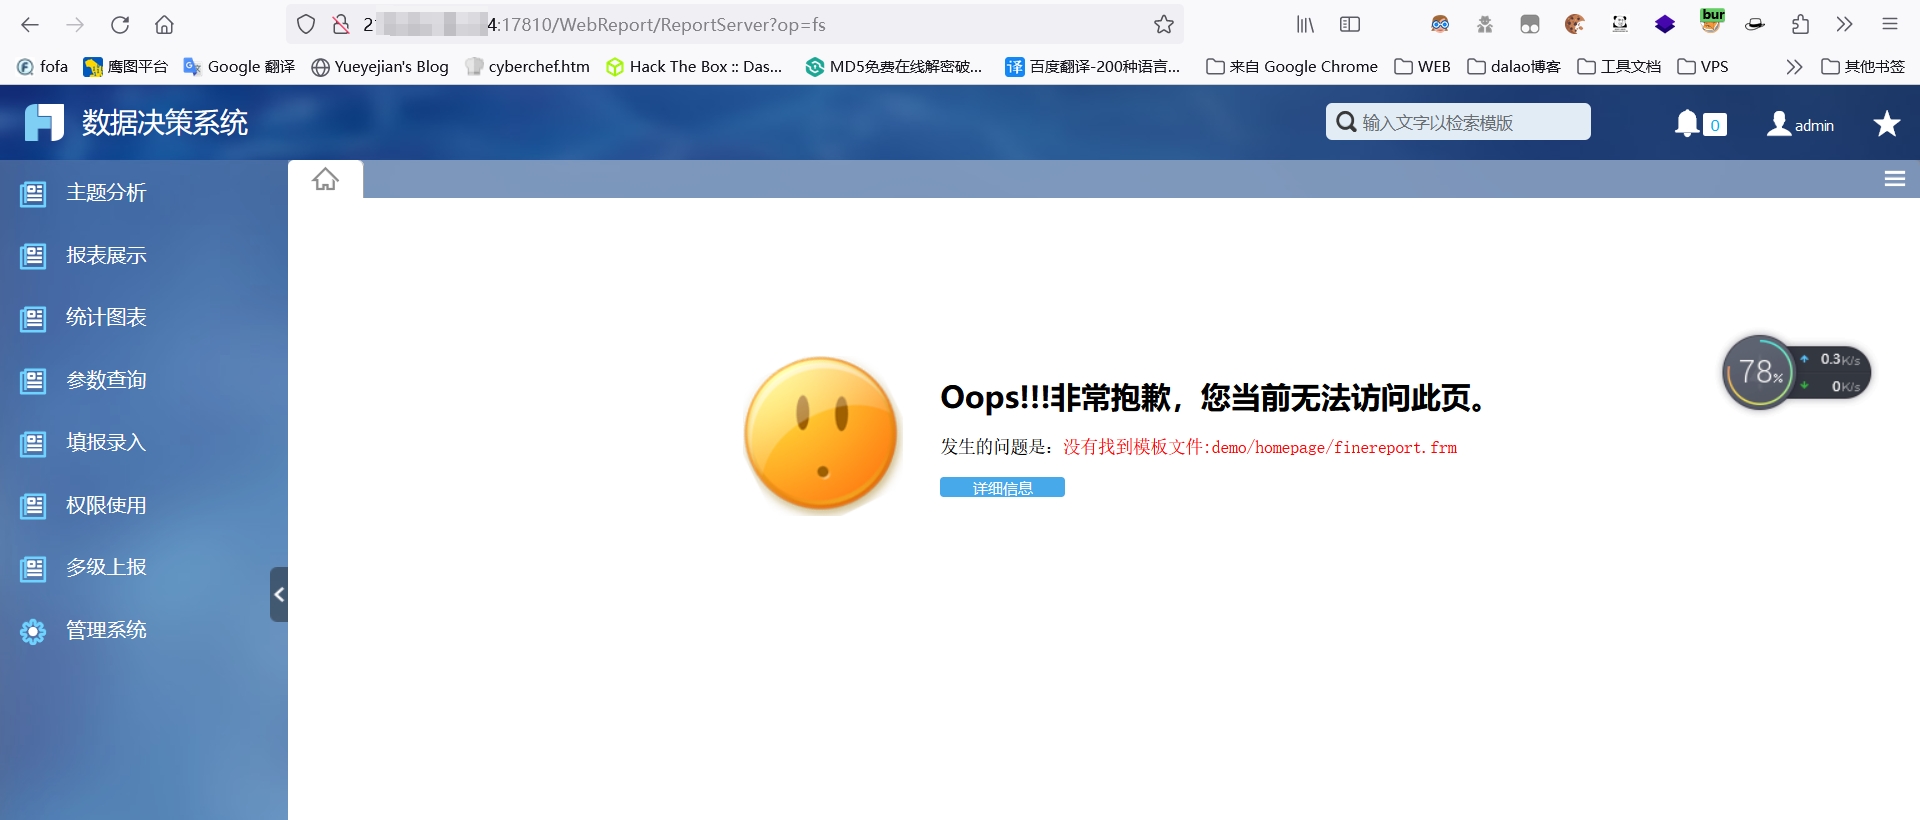 2 4:17810/WebReport/ReportServer?op=fs
bur
fofa 鹰图平台 Google 翻译 Yueyejian's Blog cyberchef.htm Hack The Box :: Das... MD5免费在线解密破... 译 百度翻译-200种语言... 来自 Google Chrome WEB dalao博客 工具文档 VPS 其他书签
数据决策系统 输入文字以检索模版 0 admin
主题分析
报表展示
统计图表
参数查询
填报录入
权限使用
多级上报
管理系统
Oops!!!非常抱歉，您当前无法访问此页。
发生的问题是：没有找到模板文件:demo/homepage/finereport.frm
详细信息
78%
0.3K/s
0K/s